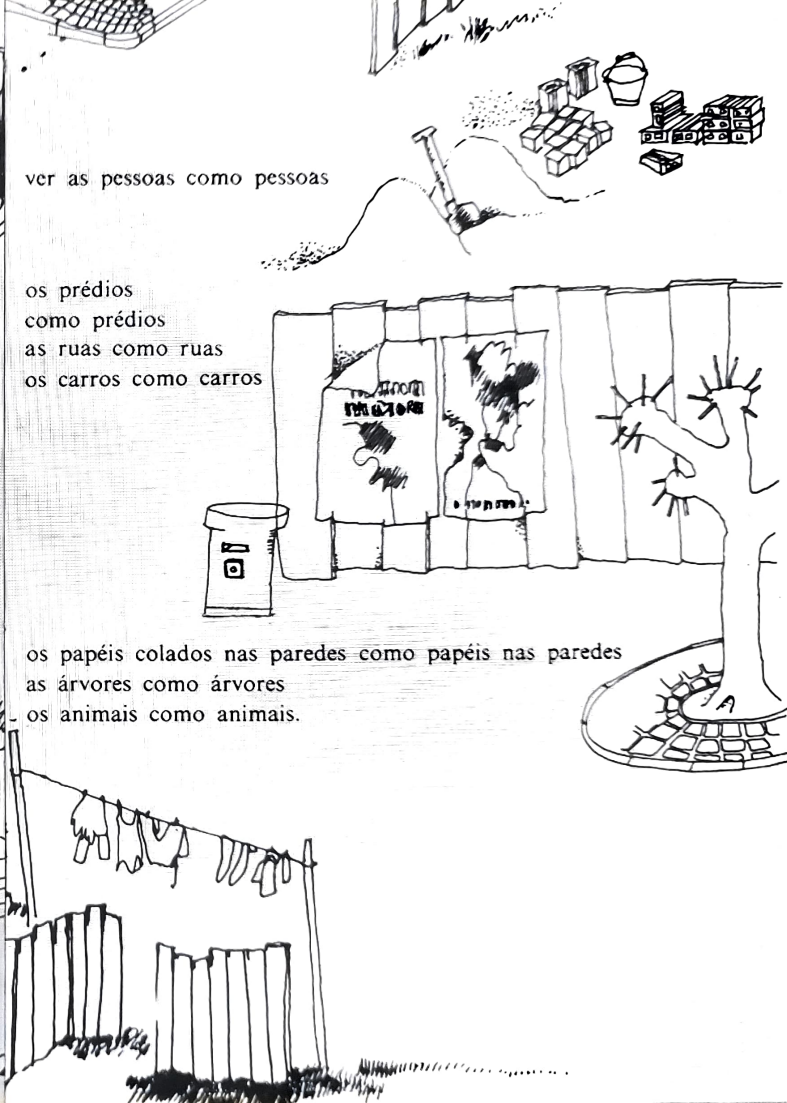 ver as pessoas como pessoas
os prédios
como prédios
as ruas como ruas
os carros como carros
os papéis colados nas paredes como papéis nas paredes
as árvores como árvores
os animais como animais.